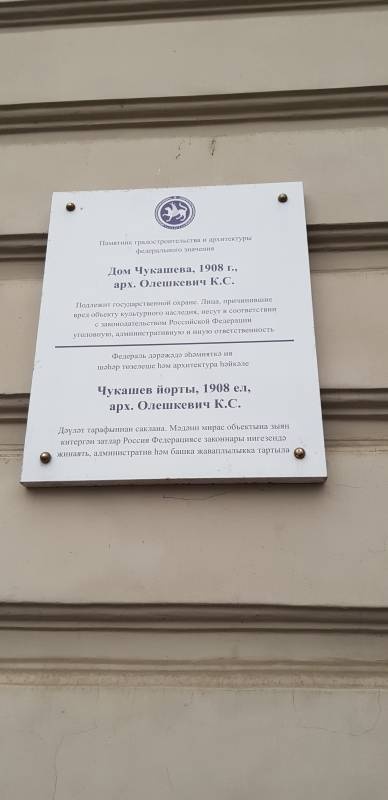 Памятник градостроительства и архитектуры
федерального значения
Дом Чукашева, 1908 г.,
арх. Олешкевич К.С.
Подлежит государственной охране. Лица, причинившие
вред объекту культурного наследия, несут в соответствии
с законодательством Российской Федерации
уголовную, административную и иную ответственность
Федераль дәрәҗәдә әһәмияткә ия
шәһәр төзелеше һәм архитектура һәйкәле
Чукашев йорты, 1908 ел,
арх. Олешкевич К.С.
Дәүләт тарафыннан саклана. Мәдәни мирас объектына зыян
китергән затлар Россия Федерациясе законнары нигезендә
җинаять, административ һәм башка җаваплылыкка тартыла